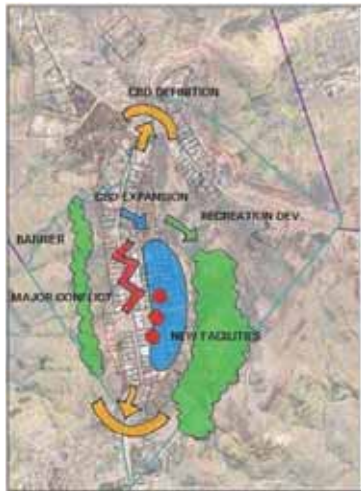 CBD DEFINITION
CBD EXPANSION
RECREATION DEV.
BARRIER
MAJOR CONFLICT
NEW FACILITIES